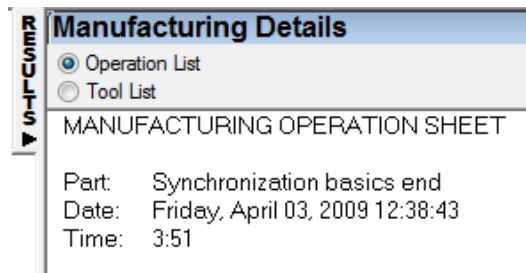 RESULTS
Manufacturing Details
Operation List
Tool List
MANUFACTURING OPERATION SHEET
Part: Synchronization basics end
Date: Friday, April 03, 2009 12:38:43
Time: 3:51